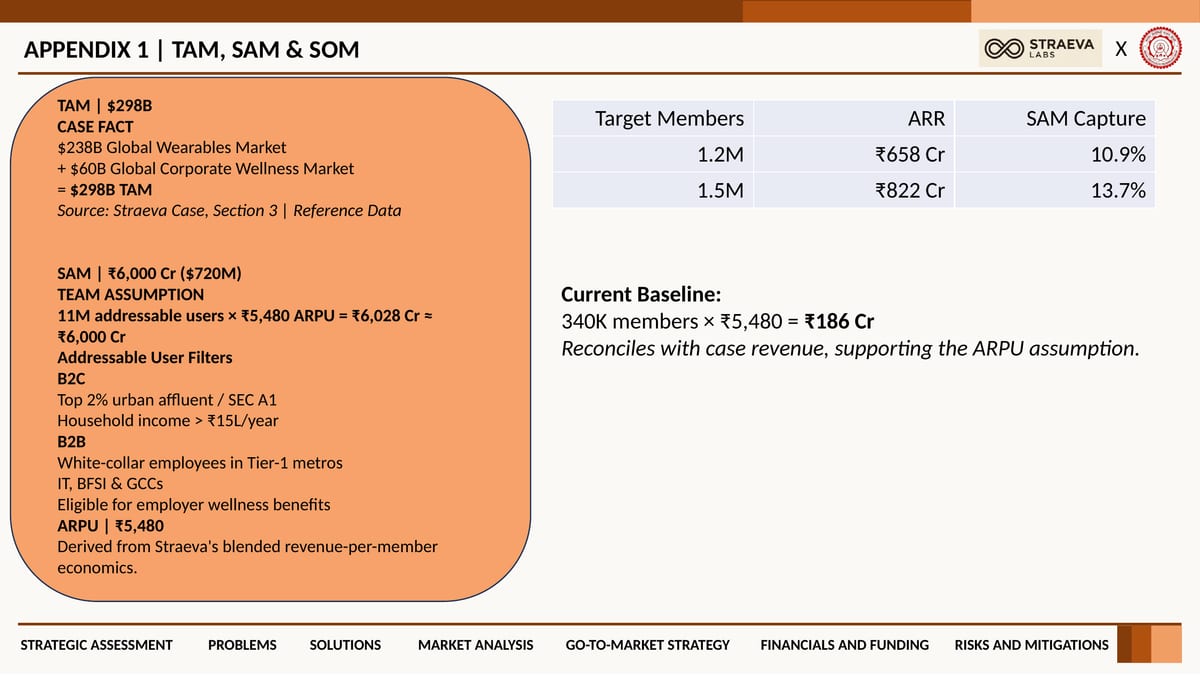 APPENDIX 1 | TAM, SAM & SOM
STRAEVA
LABS
X
TAM | $298B
CASE FACT
$238B Global Wearables Market
+ $60B Global Corporate Wellness Market
= $298B TAM
Source: Straeva Case, Section 3 | Reference Data
SAM | ₹6,000 Cr ($720M)
TEAM ASSUMPTION
11M addressable users × ₹5,480 ARPU = ₹6,028 Cr ≈
₹6,000 Cr
Addressable User Filters
B2C
Top 2% urban affluent / SEC A1
Household income > ₹15L/year
B2B
White-collar employees in Tier-1 metros
IT, BFSI & GCCs
Eligible for employer wellness benefits
ARPU | ₹5,480
Derived from Straeva's blended revenue-per-member
economics.
Target Members ARR SAM Capture
1.2M ₹658 Cr 10.9%
1.5M ₹822 Cr 13.7%
Current Baseline:
340K members × ₹5,480 = ₹186 Cr
Reconciles with case revenue, supporting the ARPU assumption.
STRATEGIC ASSESSMENT PROBLEMS SOLUTIONS MARKET ANALYSIS GO-TO-MARKET STRATEGY FINANCIALS AND FUNDING RISKS AND MITIGATIONS